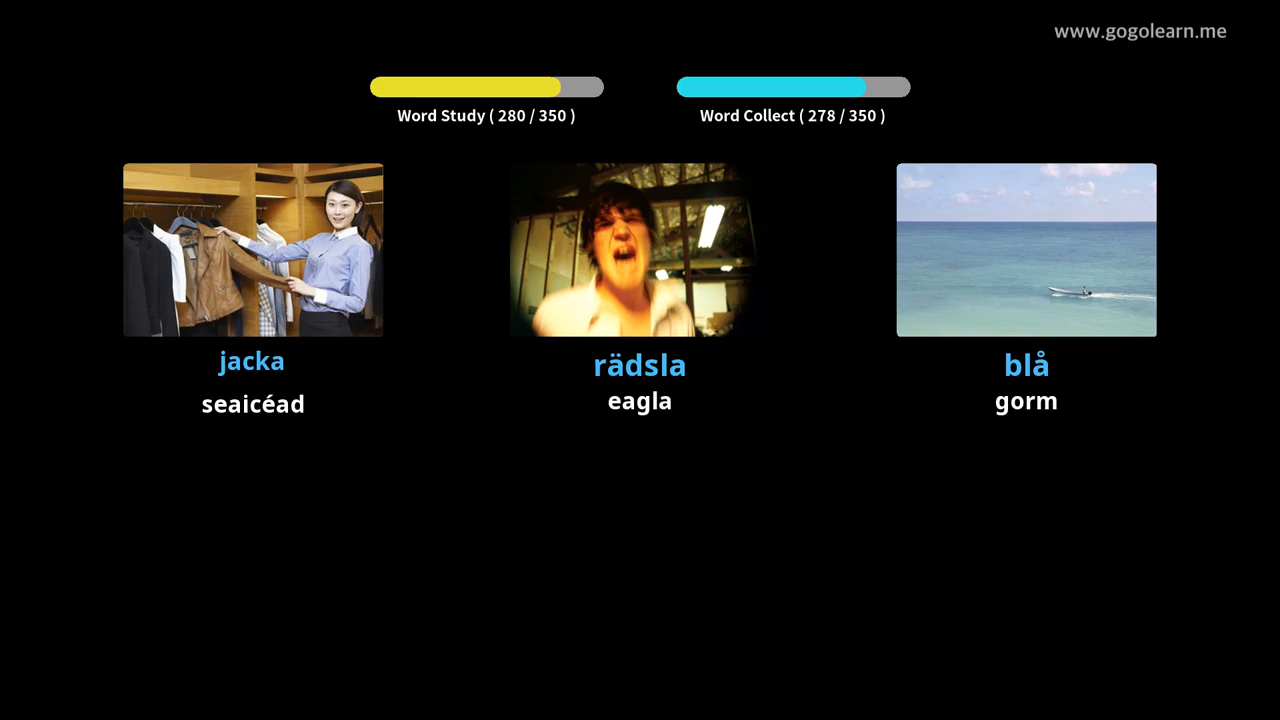 www.gogolearn.me
Word Study ( 280 / 350 )
Word Collect ( 278 / 350 )
jacka
seaicéad
rädsla
eagla
blå
gorm